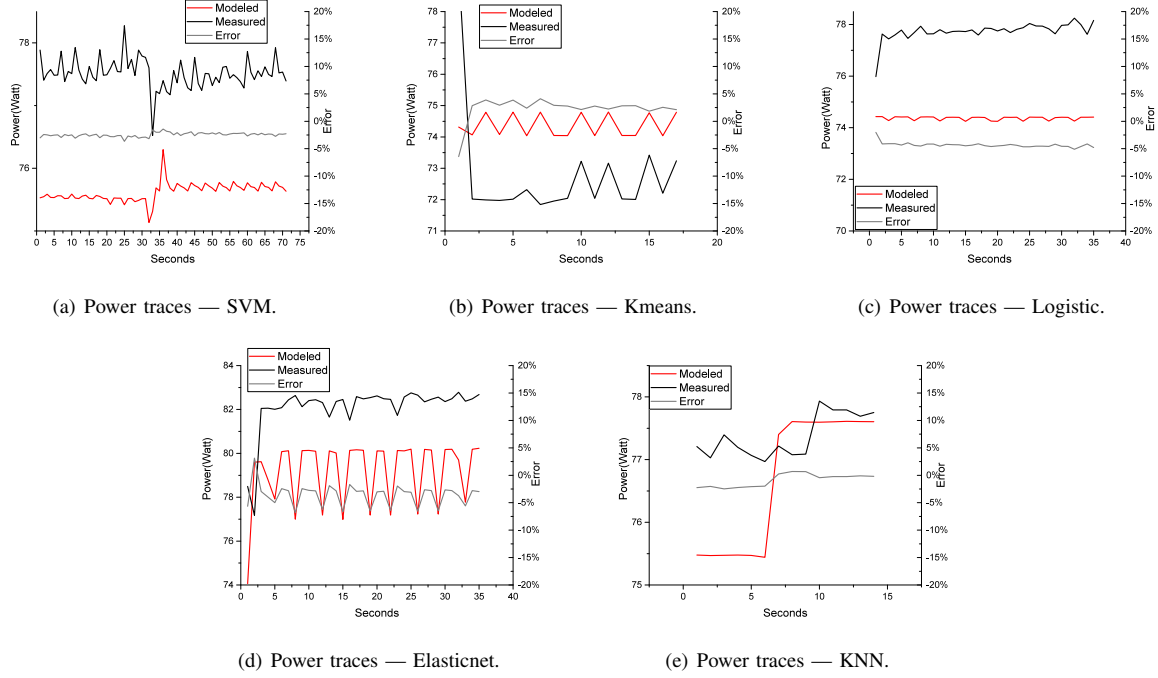 Modeled
Measured
Error
78
76
Power(Watt)
20%
15%
10%
5%
0%
-5%
-10%
-15%
-20%
Error
0 5 10 15 20 25 30 35 40 45 50 55 60 65 70 75
Seconds
(a) Power traces — SVM.
Modeled
Measured
Error
78
77
76
75
74
73
72
71
Power(Watt)
20%
15%
10%
5%
0%
-5%
-10%
-15%
-20%
Error
0 5 10 15 20
Seconds
(b) Power traces — Kmeans.
78
76
74
72
70
Power(Watt)
Modeled
Measured
Error
20%
15%
10%
5%
0%
-5%
-10%
-15%
-20%
Error
0 5 10 15 20 25 30 35 40
Seconds
(c) Power traces — Logistic.
Modeled
Measured
Error
84
82
80
78
76
74
Power(Watt)
20%
15%
10%
5%
0%
-5%
-10%
-15%
-20%
Error
0 5 10 15 20 25 30 35 40
Seconds
(d) Power traces — Elasticnet.
Modeled
Measured
Error
78
77
76
75
Power(Watt)
20%
15%
10%
5%
0%
-5%
-10%
-15%
-20%
Error
0 5 10 15
Seconds
(e) Power traces — KNN.